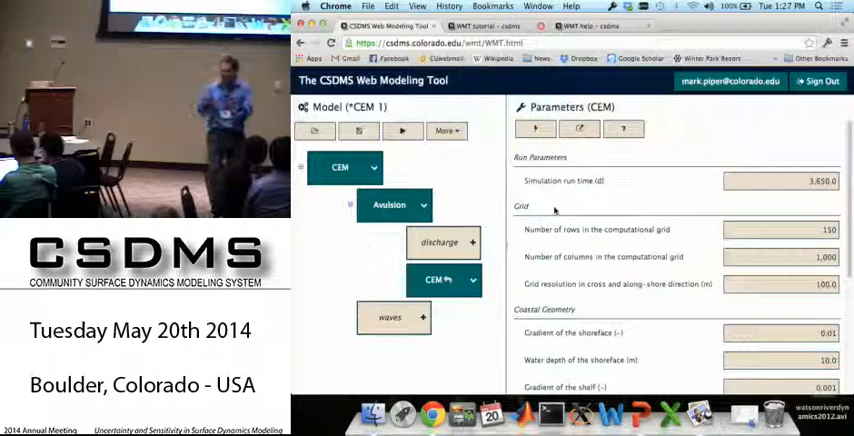 Chrome File Edit View History Bookmarks Window Help
100% Tue 1:27 PM
CSDMS Web Modeling Tool
WMT tutorial - csdms
WMT help - csdms
https://csdms.colorado.edu/wmt/WMT.html
Apps Gmail Facebook CUwebmail Wikipedia News Dropbox Google Scholar Winter Park Resort Other Bookmarks
The CSDMS Web Modeling Tool
mark.piper@colorado.edu
Sign Out
Model (*CEM 1)
More
CEM
Avulsion
discharge +
CEM
waves +
Parameters (CEM)
?
Run Parameters
Simulation run time (d) 3,650.0
Grid
Number of rows in the computational grid 150
Number of columns in the computational grid 1,000
Grid resolution in cross and along-shore direction (m) 100.0
Coastal Geometry
Gradient of the shoreface (-) 0.01
Water depth of the shoreface (m) 10.0
Gradient of the shelf (-) 0.001
20
watsonriverdyn
amics2012.avi
CSDMS
COMMUNITY SURFACE DYNAMICS MODELING SYSTEM
Tuesday May 20th 2014
Boulder, Colorado - USA
2014 Annual Meeting
Uncertainty and Sensitivity in Surface Dynamics Modeling